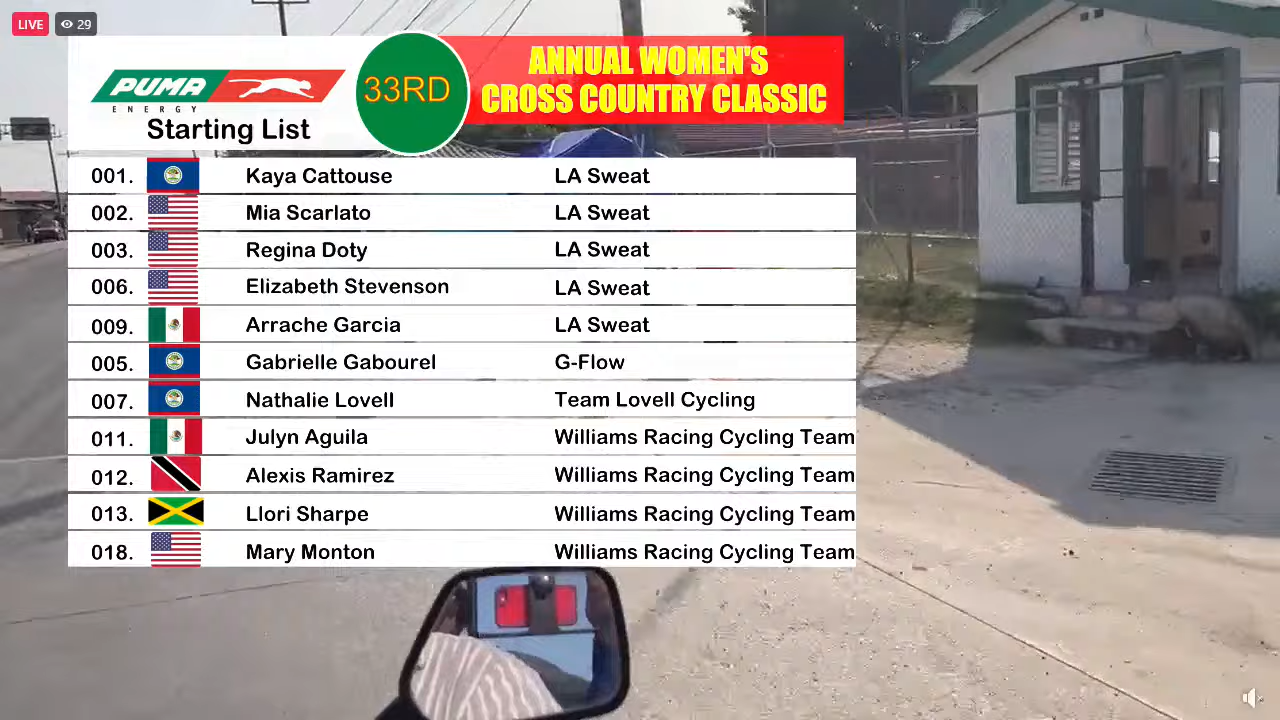 LIVE 29
PUMA
ENERGY
Starting List
33RD
ANNUAL WOMEN'S
CROSS COUNTRY CLASSIC
001. Kaya Cattouse LA Sweat
002. Mia Scarlato LA Sweat
003. Regina Doty LA Sweat
006. Elizabeth Stevenson LA Sweat
009. Arrache Garcia LA Sweat
005. Gabrielle Gabourel G-Flow
007. Nathalie Lovell Team Lovell Cycling
011. Julyn Aguila Williams Racing Cycling Team
012. Alexis Ramirez Williams Racing Cycling Team
013. Llori Sharpe Williams Racing Cycling Team
018. Mary Monton Williams Racing Cycling Team